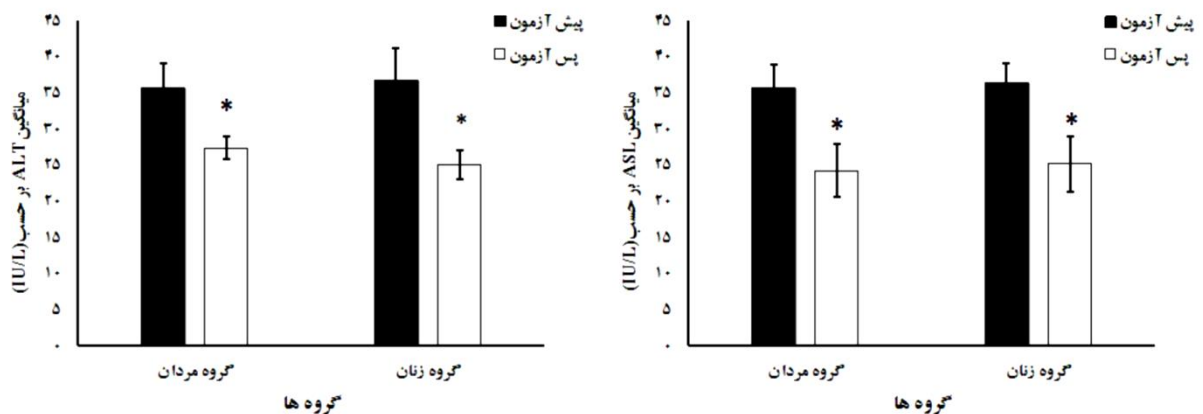 میانگین ALT بر حسب (IU/L)
۴۵
۴۰
۳۵
۳۰
۲۵
۲۰
۱۵
۱۰
۵
۰
پیش آزمون
پس آزمون
*
*
گروه مردان
گروه زنان
گروه ها
میانگین ASL بر حسب (IU/L)
۴۵
۴۰
۳۵
۳۰
۲۵
۲۰
۱۵
۱۰
۵
۰
پیش آزمون
پس آزمون
*
*
گروه مردان
گروه زنان
گروه ها